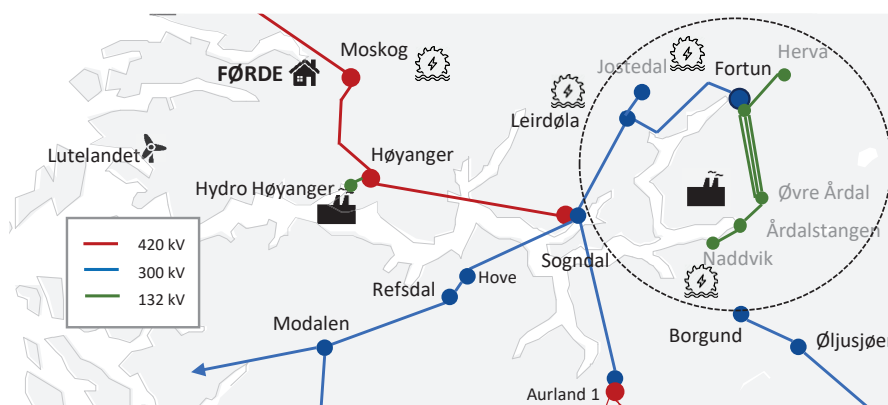 Moskog
FØRDE
Herva
Fortun
Jostedal
Leirdøla
Lutelandet
Høyanger
Hydro Høyanger
Øvre Årdal
Årdalstangen
Naddvik
Sogndal
420 kV
300 kV
132 kV
Hove
Refsdal
Modalen
Borgund
Øljusjøen
Aurland 1